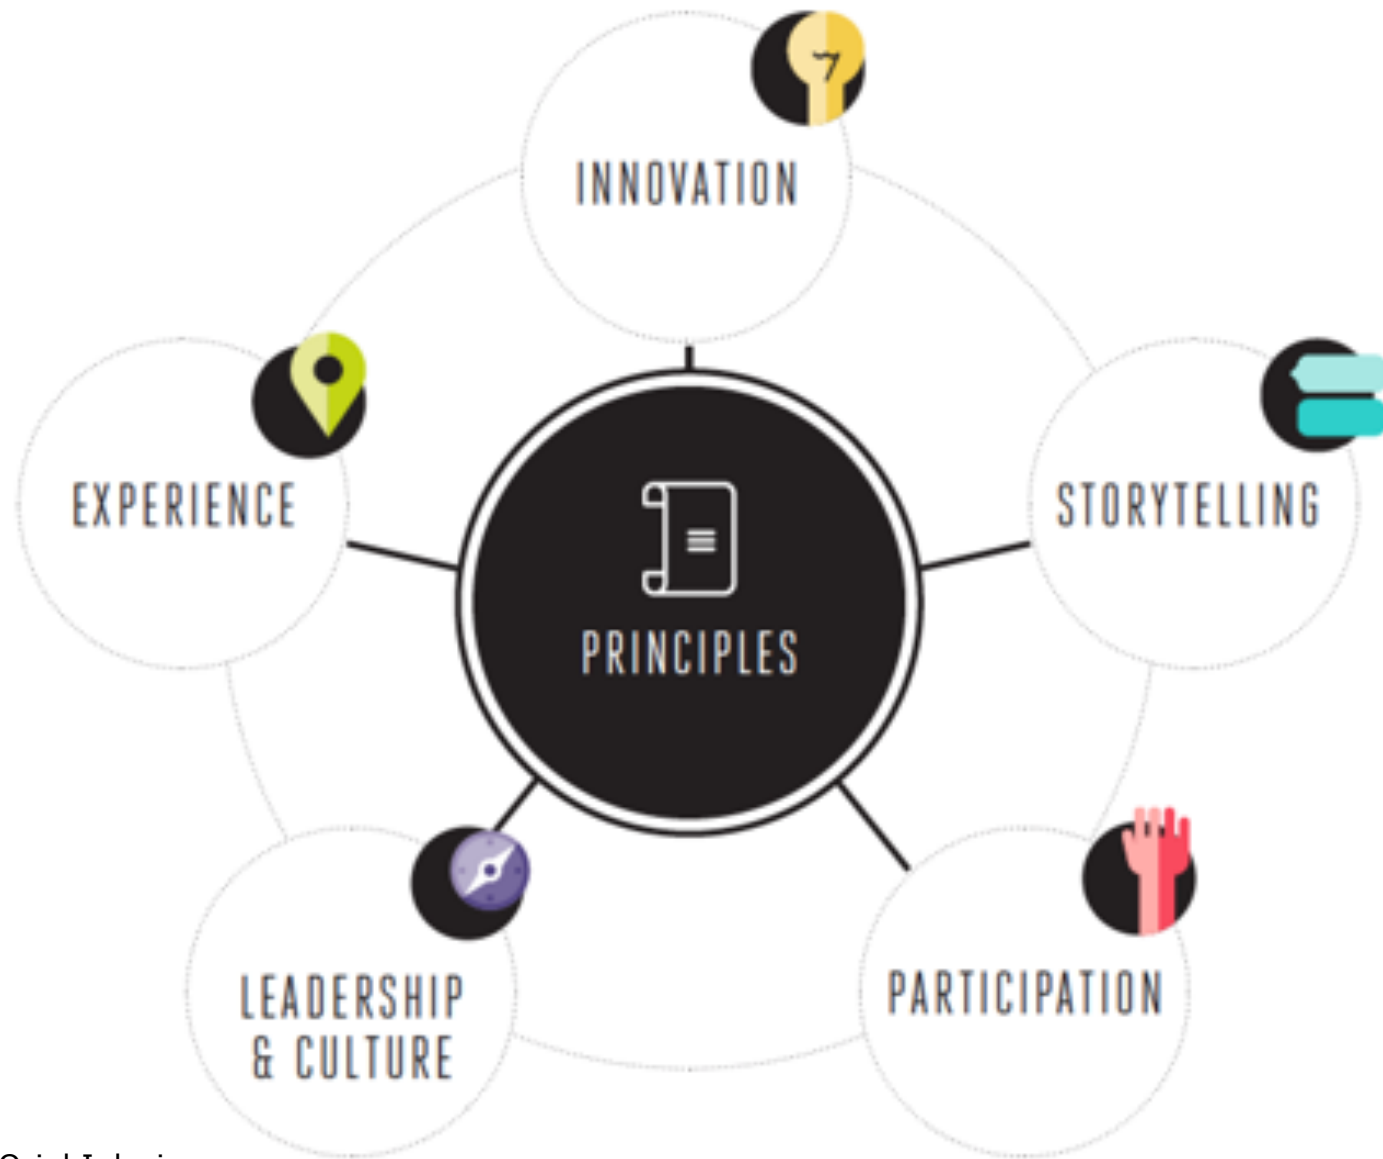 INNOVATION
EXPERIENCE
STORYTELLING
PRINCIPLES
LEADERSHIP
& CULTURE
PARTICIPATION